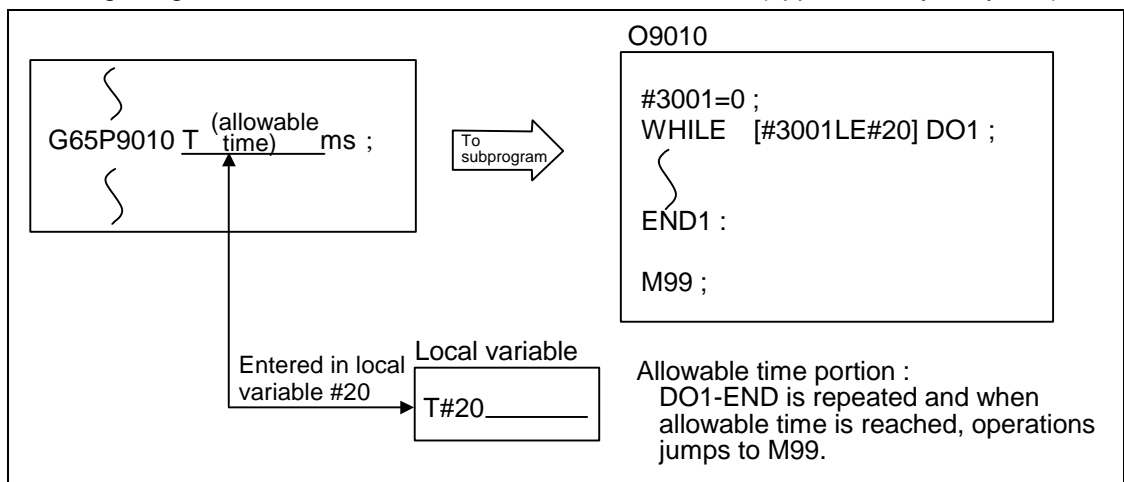 O9010
(allowable
G65P9010 T time) ms ;
To
subprogram
#3001=0 ;
WHILE [#3001LE#20] DO1 ;
END1 :
M99 ;
Entered in local
variable #20
Local variable
T#20
Allowable time portion :
DO1-END is repeated and when
allowable time is reached, operations
jumps to M99.